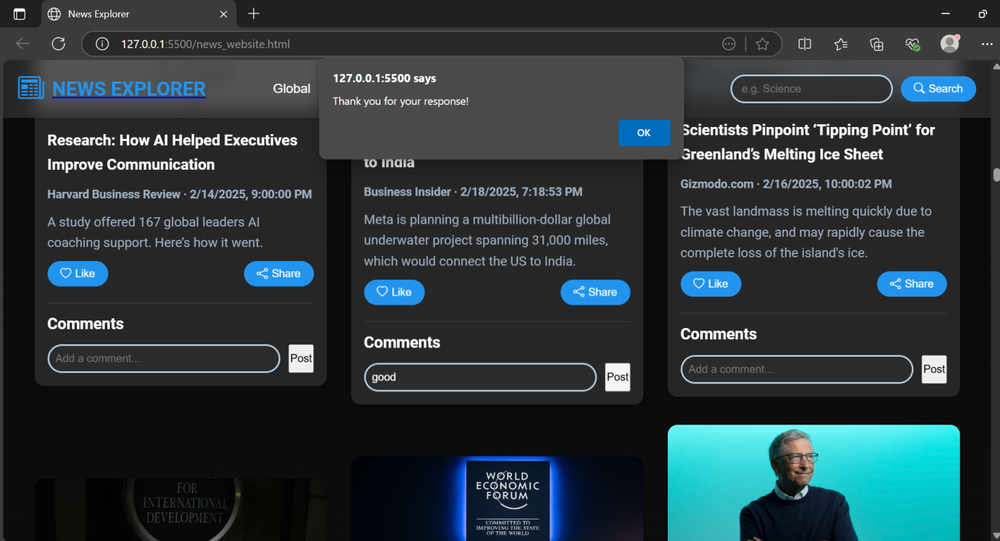 News Explorer
127.0.0.1:5500/news_website.html
NEWS EXPLORER
Global
e.g. Science
Search
127.0.0.1:5500 says
Thank you for your response!
OK
Research: How AI Helped Executives
Improve Communication
Harvard Business Review · 2/14/2025, 9:00:00 PM
A study offered 167 global leaders AI
coaching support. Here’s how it went.
Like
Share
Comments
Add a comment...
Post
to India
Business Insider · 2/18/2025, 7:18:53 PM
Meta is planning a multibillion-dollar global
underwater project spanning 31,000 miles,
which would connect the US to India.
Like
Share
Comments
good
Post
Scientists Pinpoint ‘Tipping Point’ for
Greenland’s Melting Ice Sheet
Gizmodo.com · 2/16/2025, 10:00:02 PM
The vast landmass is melting quickly due to
climate change, and may rapidly cause the
complete loss of the island's ice.
Like
Share
Comments
Add a comment...
Post
FOR
INTERNATIONAL
DEVELOPMENT
WORLD
ECONOMIC
FORUM
COMMITTED TO
IMPROVING THE STATE
OF THE WORLD